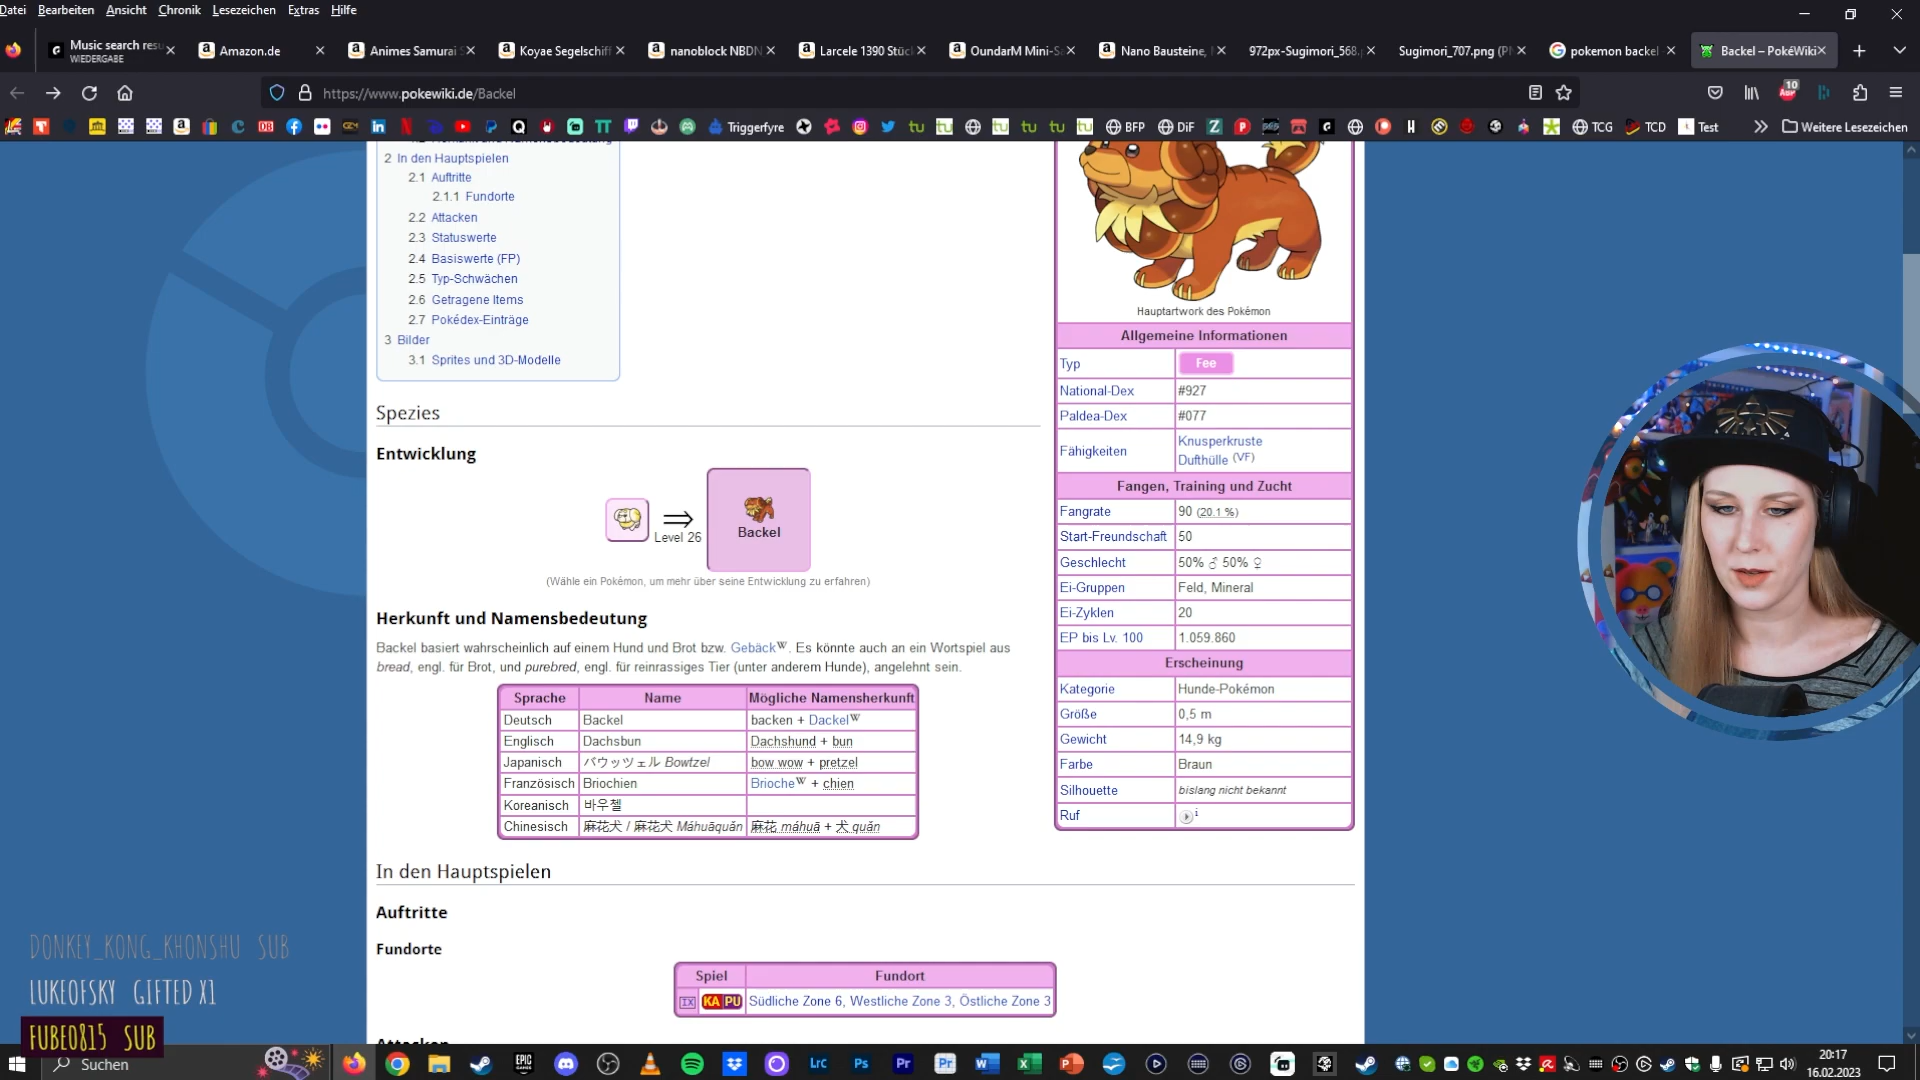 Datei Bearbeiten Ansicht Chronik Lesezeichen Extras Hilfe
Music search resu
WIEDERGABE
Amazon.de
Animes Samurai S
Koyae Segelschiff
nanoblock NBDN
Larcele 1390 Stüc
OundarM Mini-Sa
Nano Bausteine, M
972px-Sugimori_568.p
Sugimori_707.png (PN
pokemon backel
Backel – PokéWiki
https://www.pokewiki.de/Backel
10
Triggerfyre
BFP
DiF
TCG
TCD
Test
Weitere Lesezeichen
2 In den Hauptspielen
2.1 Auftritte
2.1.1 Fundorte
2.2 Attacken
2.3 Statuswerte
2.4 Basiswerte (FP)
2.5 Typ-Schwächen
2.6 Getragene Items
2.7 Pokédex-Einträge
3 Bilder
3.1 Sprites und 3D-Modelle
Spezies
Entwicklung
Level 26
Backel
(Wähle ein Pokémon, um mehr über seine Entwicklung zu erfahren)
Herkunft und Namensbedeutung
Backel basiert wahrscheinlich auf einem Hund und Brot bzw. Gebäckᵂ. Es könnte auch an ein Wortspiel aus
bread, engl. für Brot, und purebred, engl. für reinrassiges Tier (unter anderem Hunde), angelehnt sein.
Sprache Name Mögliche Namensherkunft
Deutsch Backel backen + Dackelᵂ
Englisch Dachsbun Dachshund + bun
Japanisch バウッツェル Bowtzel bow wow + pretzel
Französisch Briochien Briocheᵂ + chien
Koreanisch 바우첼
Chinesisch 麻花犬 / 麻花犬 Máhuāquǎn 麻花 máhuā + 犬 quǎn
In den Hauptspielen
Auftritte
Fundorte
Spiel Fundort
IX KA PU Südliche Zone 6, Westliche Zone 3, Östliche Zone 3
Attacken
Hauptartwork des Pokémon
Allgemeine Informationen
Typ Fee
National-Dex #927
Paldea-Dex #077
Fähigkeiten Knusperkruste
Dufthülle (VF)
Fangen, Training und Zucht
Fangrate 90 (20.1 %)
Start-Freundschaft 50
Geschlecht 50% ♂ 50% ♀
Ei-Gruppen Feld, Mineral
Ei-Zyklen 20
EP bis Lv. 100 1.059.860
Erscheinung
Kategorie Hunde-Pokémon
Größe 0,5 m
Gewicht 14,9 kg
Farbe Braun
Silhouette bislang nicht bekannt
Ruf i
DONKEY_KONG_KHONSHU SUB
LUKEOFSKY GIFTED X1
FUBE0815 SUB
Suchen
20:17
16.02.2023